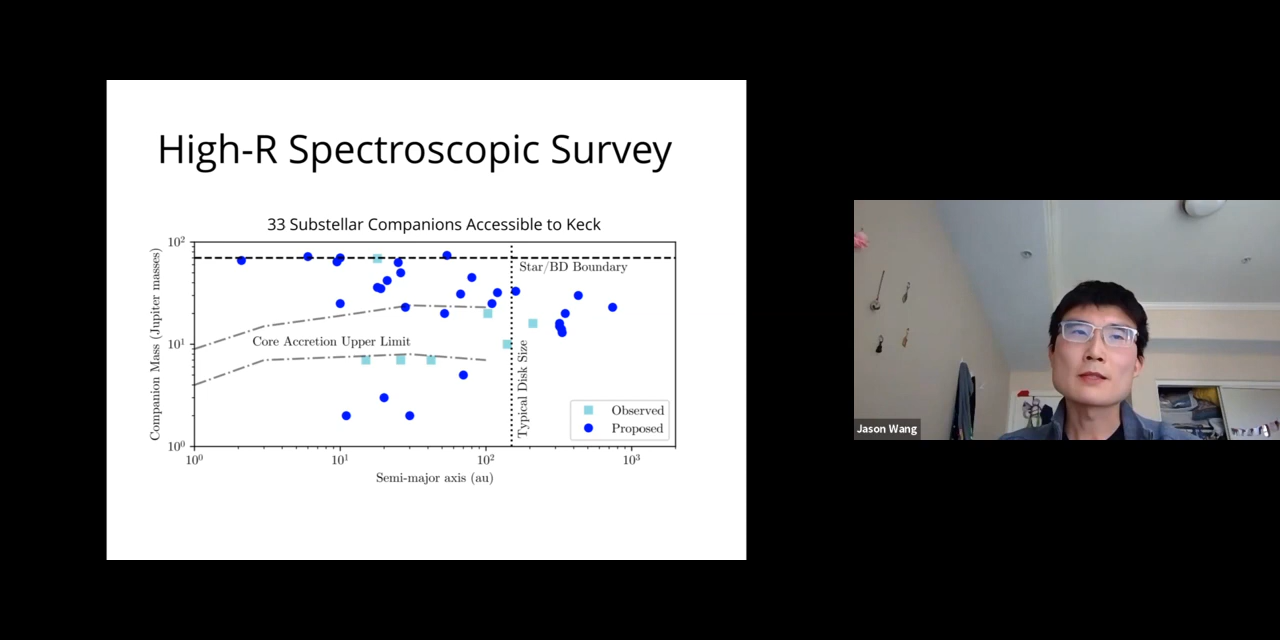 High-R Spectroscopic Survey
33 Substellar Companions Accessible to Keck
10²
Star/BD Boundary
Companion Mass (Jupiter masses)
10¹
Core Accretion Upper Limit
Typical Disk Size
Observed
Proposed
10⁰
10⁰
10¹
10²
10³
Semi-major axis (au)
Jason Wang